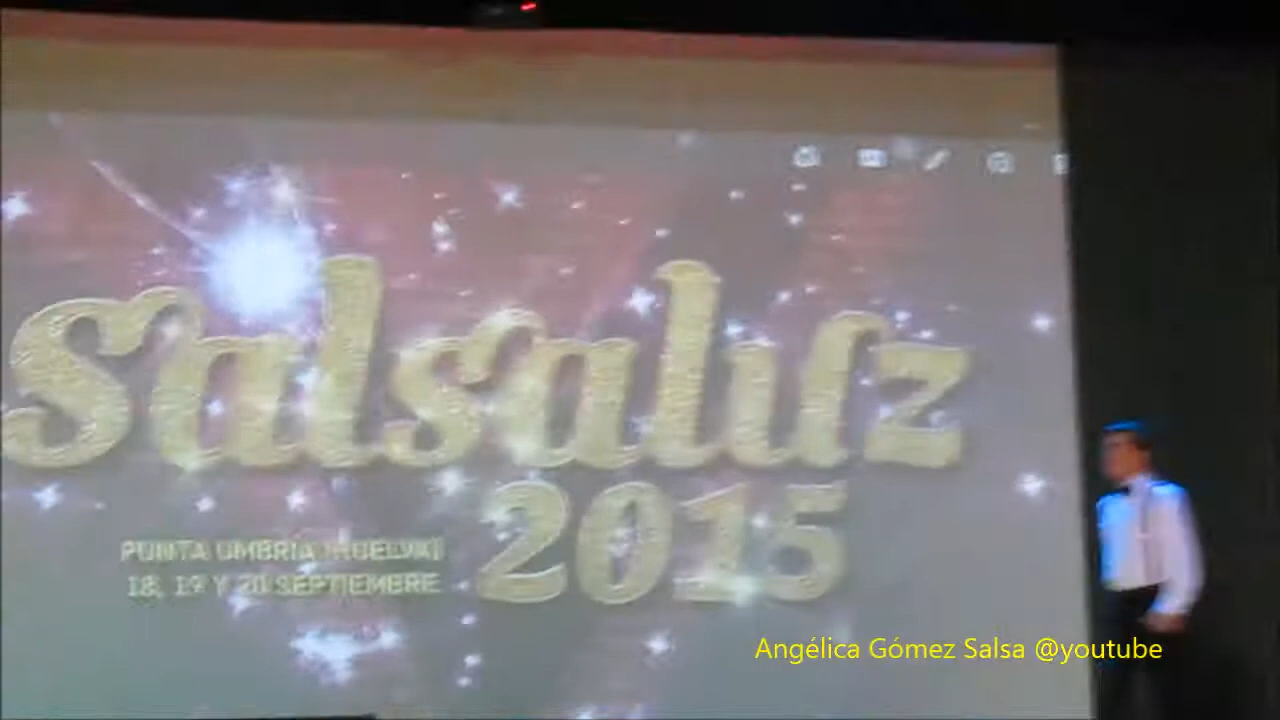 Salsaluz
2015
PUNTA UMBRIA (HUELVA)
18, 19 Y 20 SEPTIEMBRE
Angélica Gómez Salsa @youtube